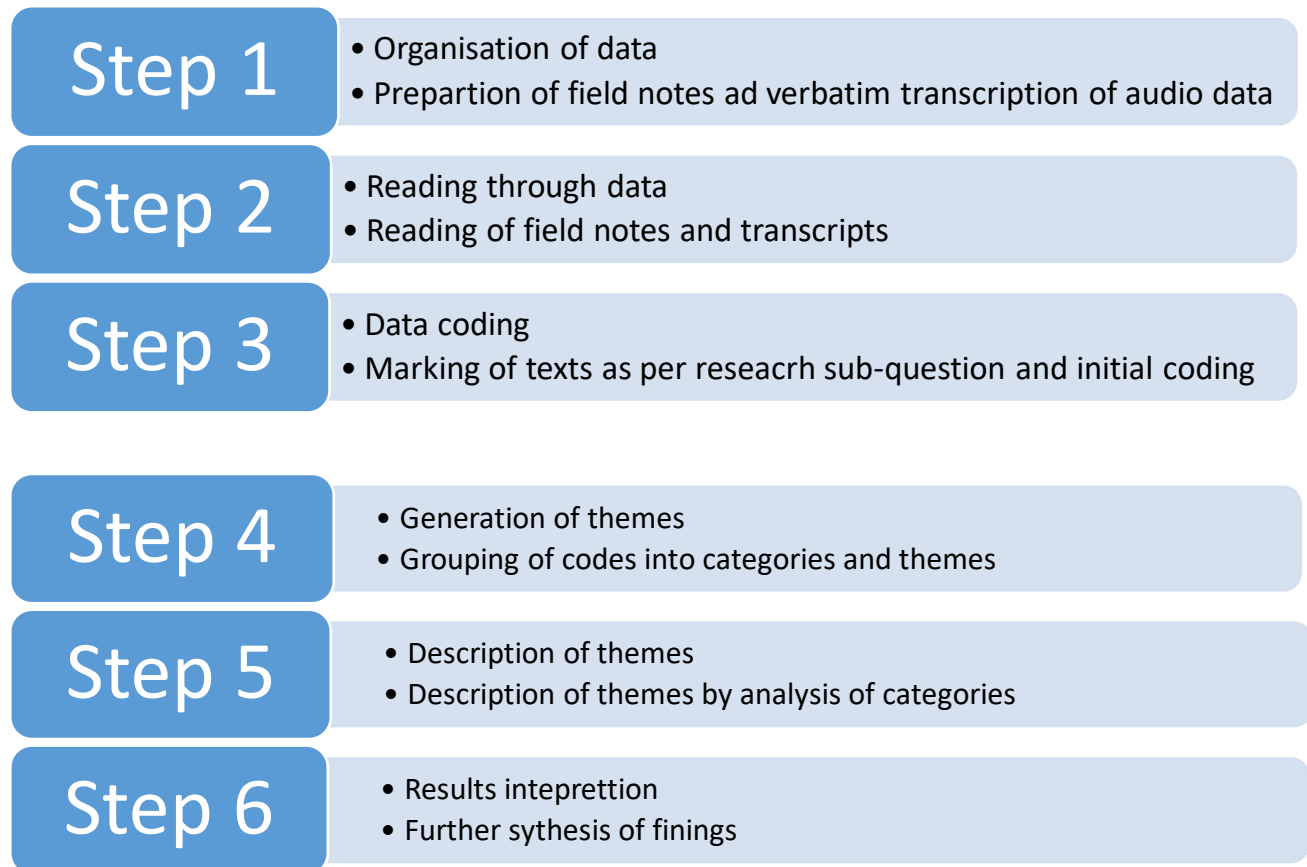 Step 1
• Organisation of data
• Prepartion of field notes ad verbatim transcription of audio data
Step 2
• Reading through data
• Reading of field notes and transcripts
Step 3
• Data coding
• Marking of texts as per reseacrh sub-question and initial coding
Step 4
• Generation of themes
• Grouping of codes into categories and themes
Step 5
• Description of themes
• Description of themes by analysis of categories
Step 6
• Results inteprettion
• Further sythesis of finings